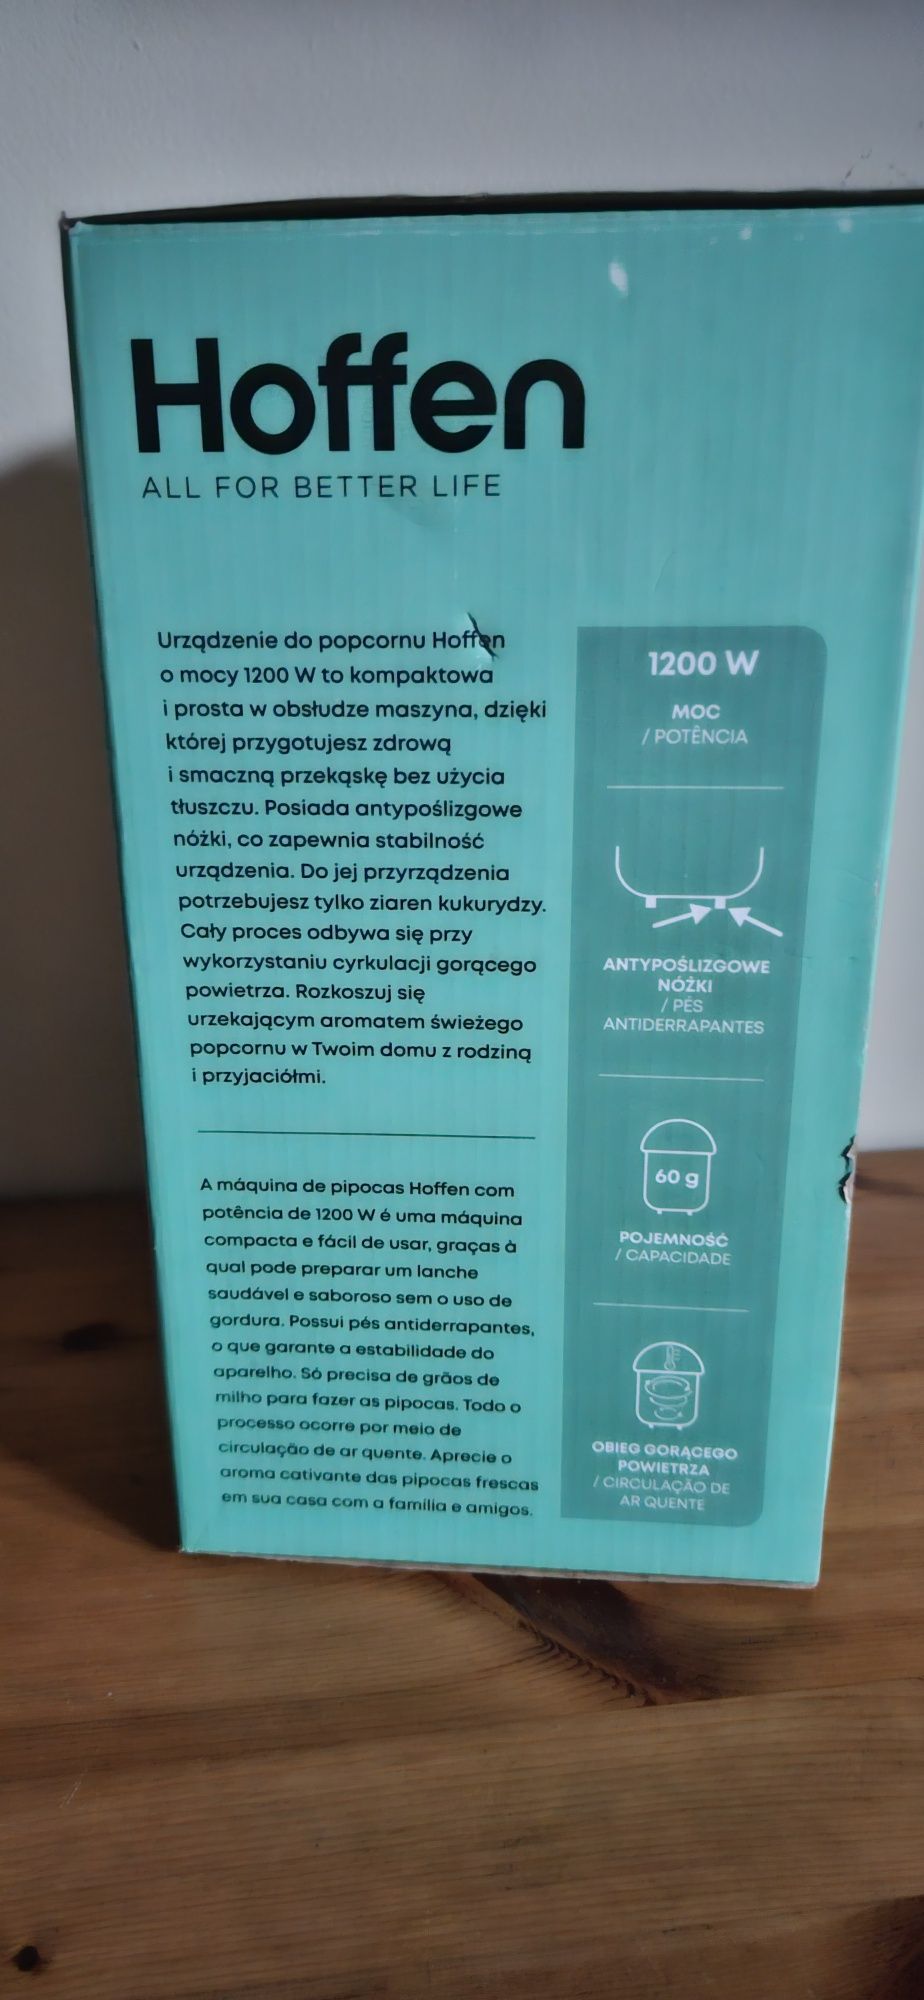 Hoffen
ALL FOR BETTER LIFE
Urządzenie do popcornu Hoffen
o mocy 1200 W to kompaktowa
i prosta w obsłudze maszyna, dzięki
której przygotujesz zdrową
i smaczną przekąskę bez użycia
tłuszczu. Posiada antypoślizgowe
nóżki, co zapewnia stabilność
urządzenia. Do jej przyrządzenia
potrzebujesz tylko ziaren kukurydzy.
Cały proces odbywa się przy
wykorzystaniu cyrkulacji gorącego
powietrza. Rozkoszuj się
urzekającym aromatem świeżego
popcornu w Twoim domu z rodziną
i przyjaciółmi.
A máquina de pipocas Hoffen com
potência de 1200 W é uma máquina
compacta e fácil de usar, graças à
qual pode preparar um lanche
saudável e saboroso sem o uso de
gordura. Possui pés antiderrapantes,
o que garante a estabilidade do
aparelho. Só precisa de grãos de
milho para fazer as pipocas. Todo o
processo ocorre por meio de
circulação de ar quente. Aprecie o
aroma cativante das pipocas frescas
em sua casa com a família e amigos.
1200 W
MOC
/ POTÊNCIA
ANTYPOŚLIZGOWE
NÓŻKI
/ PÉS
ANTIDERRAPANTES
60 g
POJEMNOŚĆ
/ CAPACIDADE
OBIEG GORĄCEGO
POWIETRZA
/ CIRCULAÇÃO DE
AR QUENTE